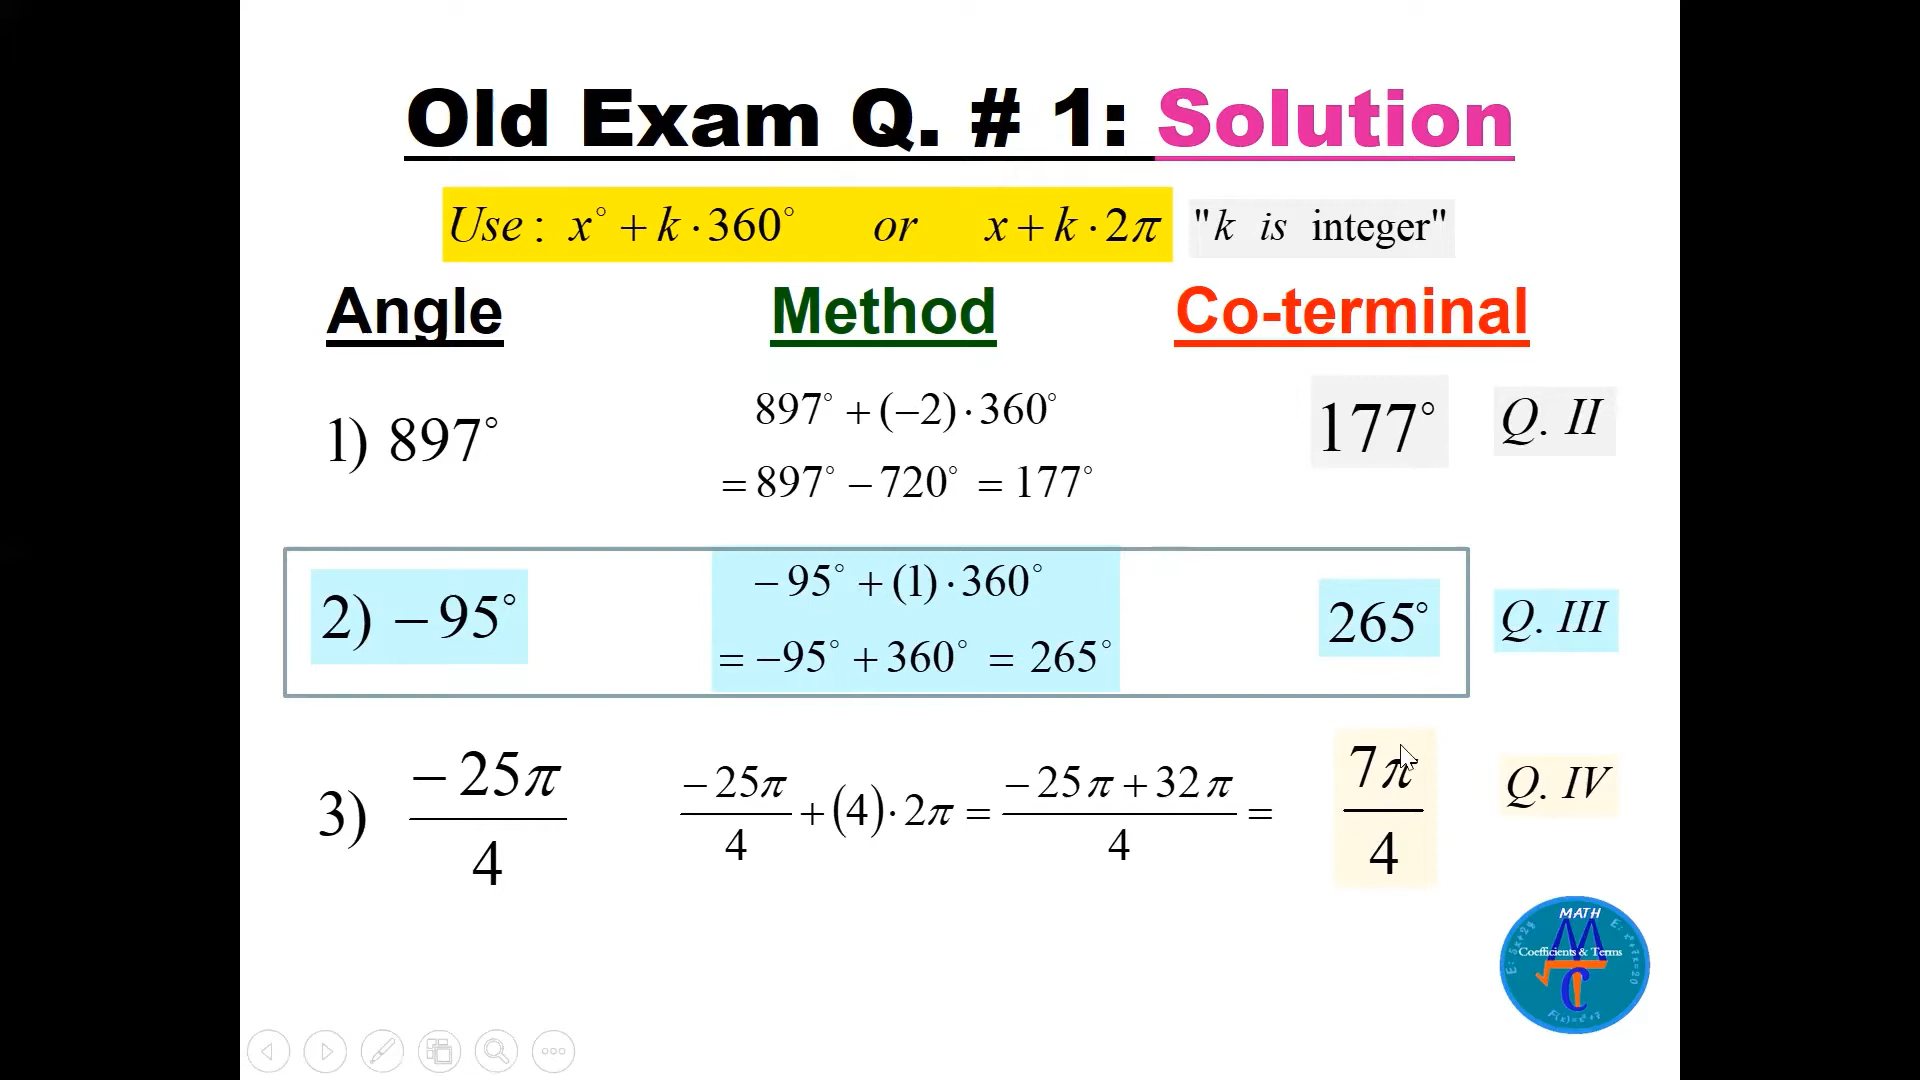 Old Exam Q. # 1: Solution
Use: x° + k·360° or x + k·2π "k is integer"
Angle Method Co-terminal
1) 897° 897° + (−2)·360° 177° Q. II
= 897° − 720° = 177°
2) −95° −95° + (1)·360° 265° Q. III
= −95° + 360° = 265°
3) −25π/4 −25π/4 + (4)·2π = −25π + 32π/4 = 7π/4 Q. IV
MATH
Coefficients & Terms